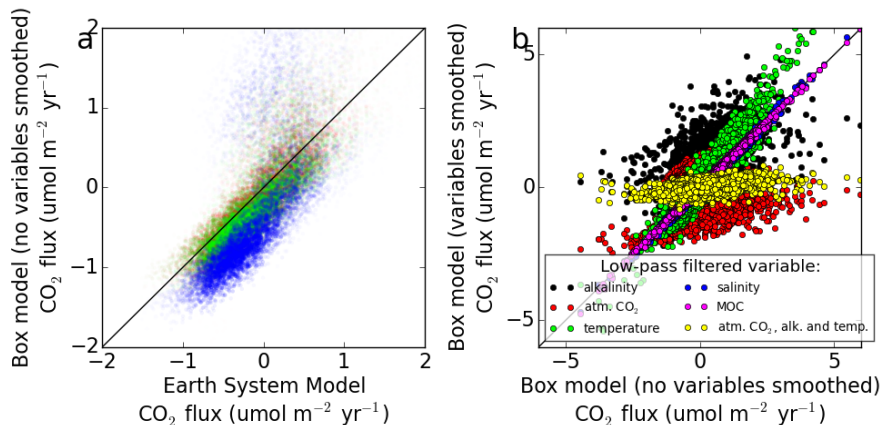 a
Box model (no variables smoothed)
CO₂ flux (umol m⁻² yr⁻¹)
2
1
0
−1
−2
−2
−1
0
1
2
Earth System Model
CO₂ flux (umol m⁻² yr⁻¹)
b
Box model (variables smoothed)
CO₂ flux (umol m⁻² yr⁻¹)
5
0
−5
Low-pass filtered variable:
alkalinity
atm. CO₂
temperature
salinity
MOC
atm. CO₂, alk. and temp.
−5
0
5
Box model (no variables smoothed)
CO₂ flux (umol m⁻² yr⁻¹)